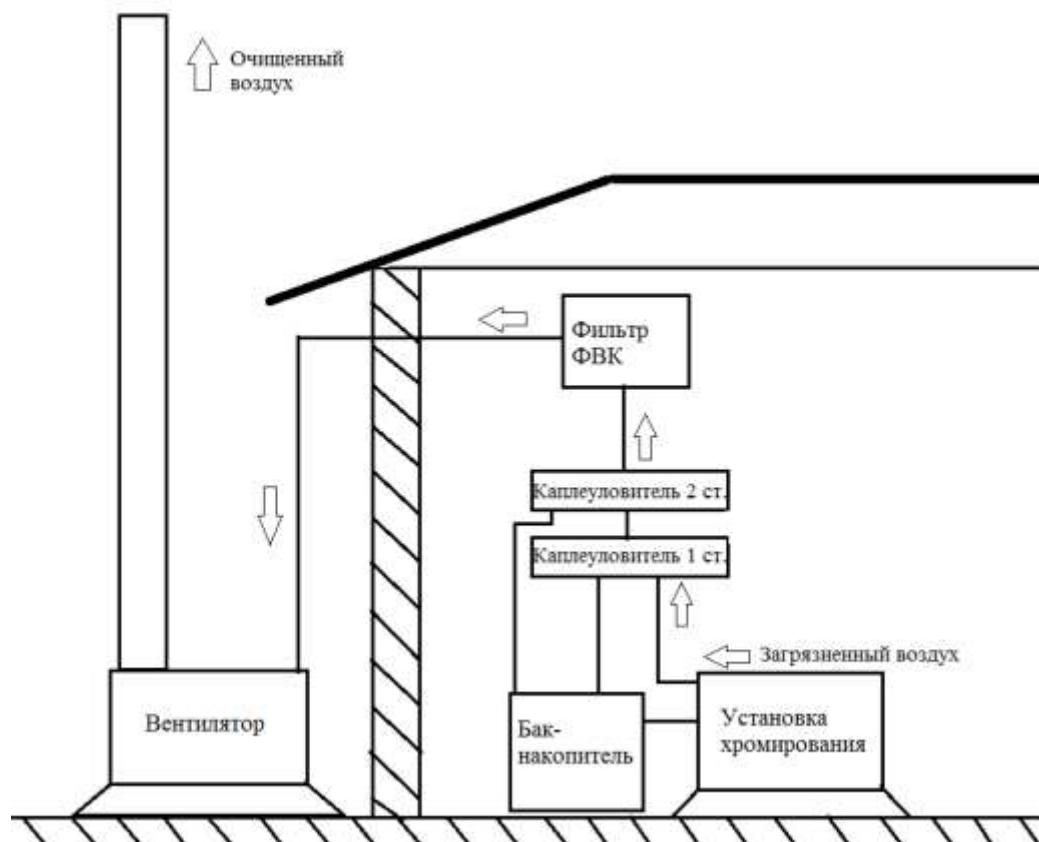 Очищенный
воздух
Фильтр
ФВК
Каплеуловитель 2 ст.
Каплеуловитель 1 ст.
Загрязненный воздух
Вентилятор
Бак-
накопитель
Установка
хромирования